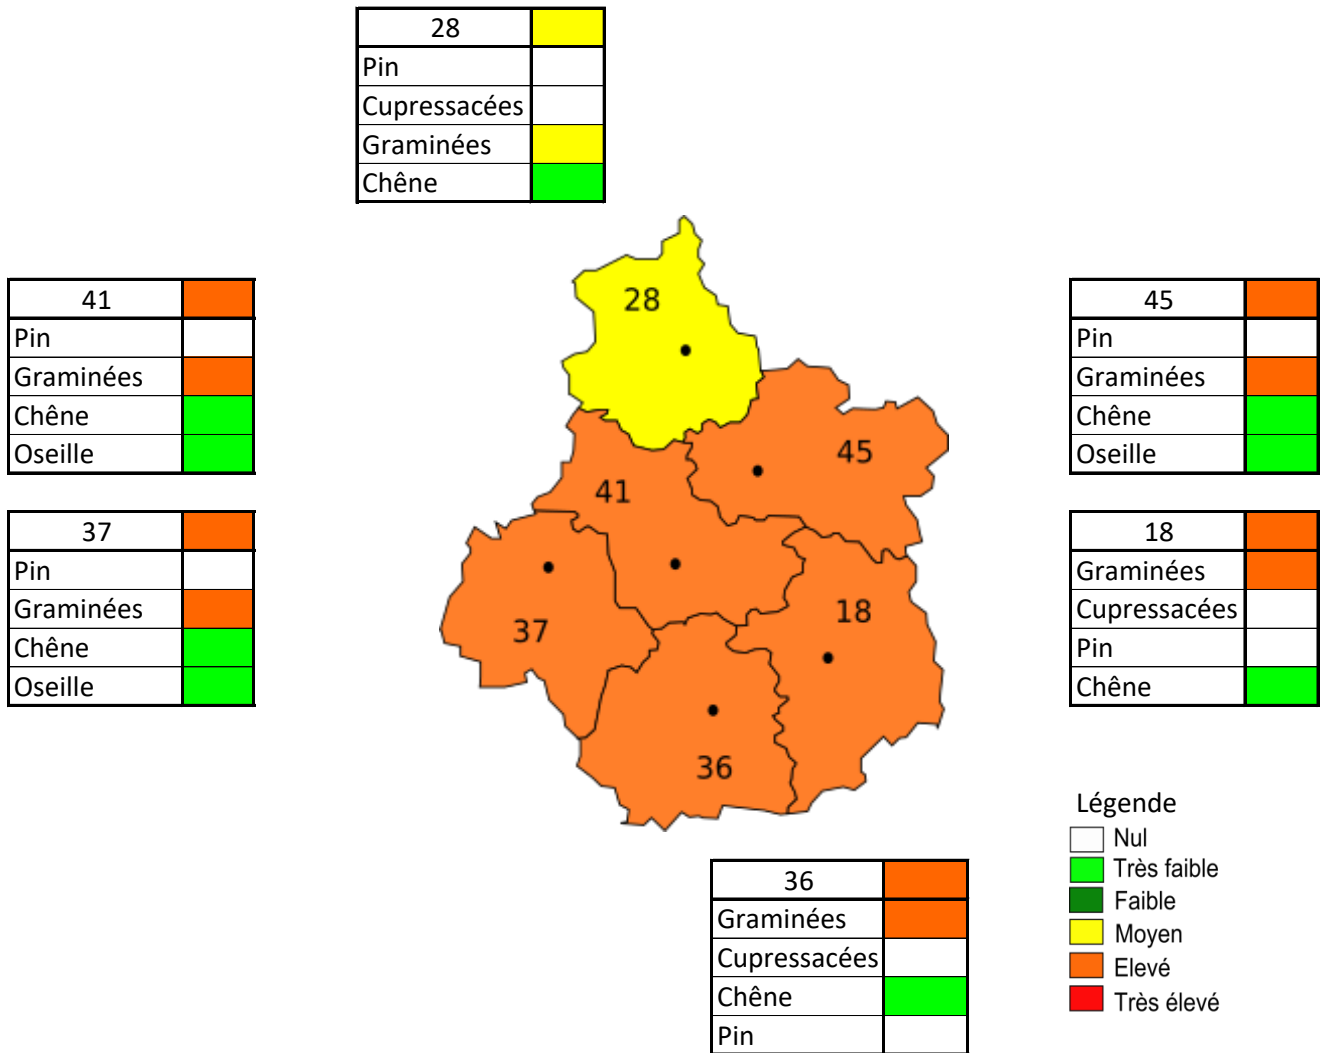 28
Pin
Cupressacées
Graminées
Chêne
41
Pin
Graminées
Chêne
Oseille
37
Pin
Graminées
Chêne
Oseille
28
45
41
18
37
36
45
Pin
Graminées
Chêne
Oseille
18
Graminées
Cupressacées
Pin
Chêne
36
Graminées
Cupressacées
Chêne
Pin
Légende
Nul
Très faible
Faible
Moyen
Elevé
Très élevé